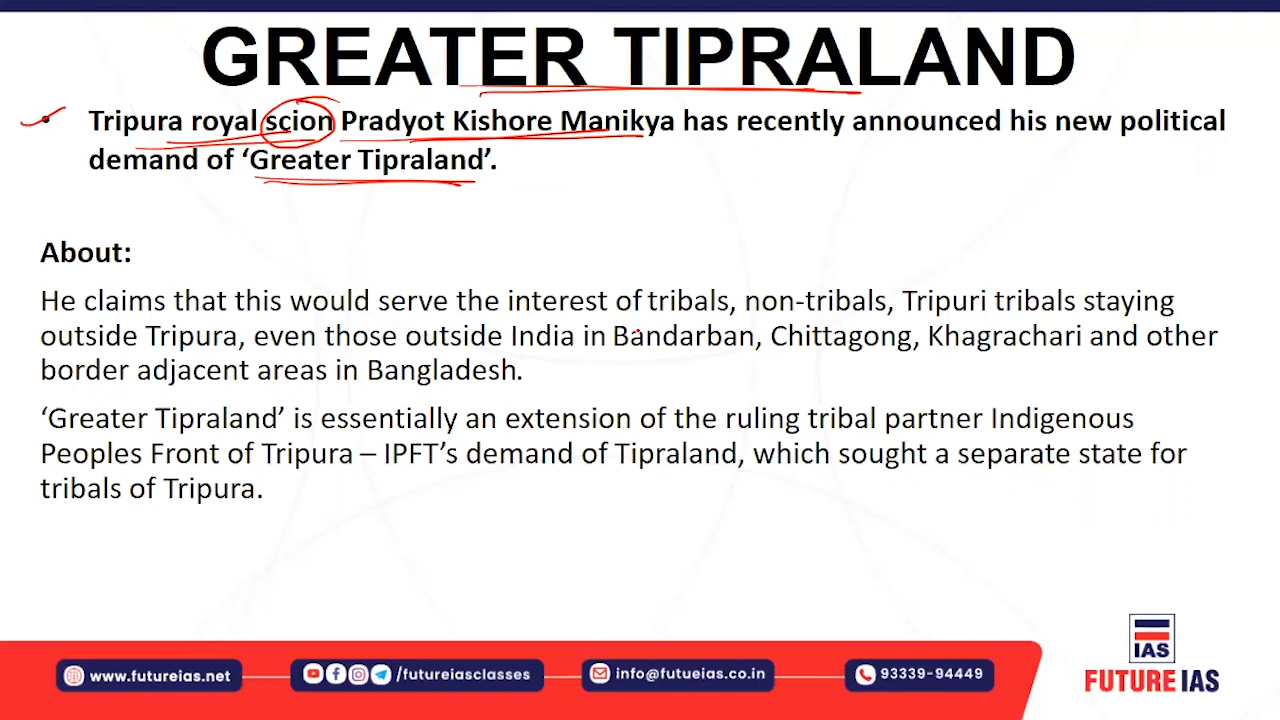 GREATER TIPRALAND
• Tripura royal scion Pradyot Kishore Manikya has recently announced his new political
demand of ‘Greater Tipraland’.
About:
He claims that this would serve the interest of tribals, non-tribals, Tripuri tribals staying
outside Tripura, even those outside India in Bandarban, Chittagong, Khagrachari and other
border adjacent areas in Bangladesh.
‘Greater Tipraland’ is essentially an extension of the ruling tribal partner Indigenous
Peoples Front of Tripura – IPFT’s demand of Tipraland, which sought a separate state for
tribals of Tripura.
www.futureias.net
/futureiasclasses
info@futueias.co.in
93339-94449
IAS
FUTURE IAS